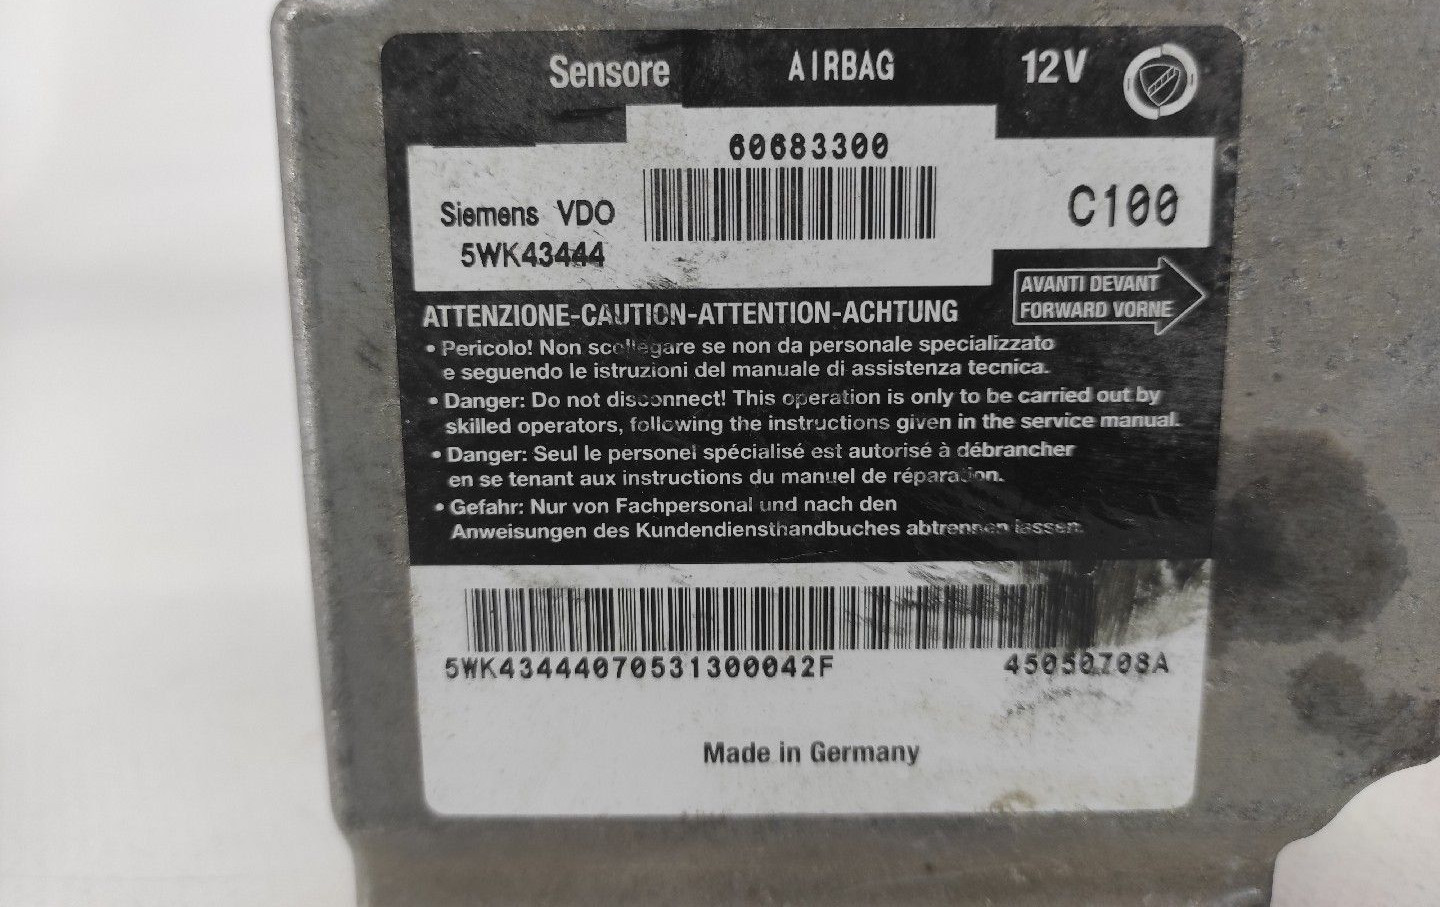 Sensore AIRBAG 12V
60683300
Siemens VDO
5WK43444
C100
AVANTI DEVANT
FORWARD VORNE
ATTENZIONE-CAUTION-ATTENTION-ACHTUNG
• Pericolo! Non scollegare se non da personale specializzato
e seguendo le istruzioni del manuale di assistenza tecnica.
• Danger: Do not disconnect! This operation is only to be carried out by
skilled operators, following the instructions given in the service manual.
• Danger: Seul le personel spécialisé est autorisé à débrancher
en se tenant aux instructions du manuel de réparation.
• Gefahr: Nur von Fachpersonal und nach den
Anweisungen des Kundendiensthandbuches abtrennen lassen.
5WK43444070531300042F 45050708A
Made in Germany